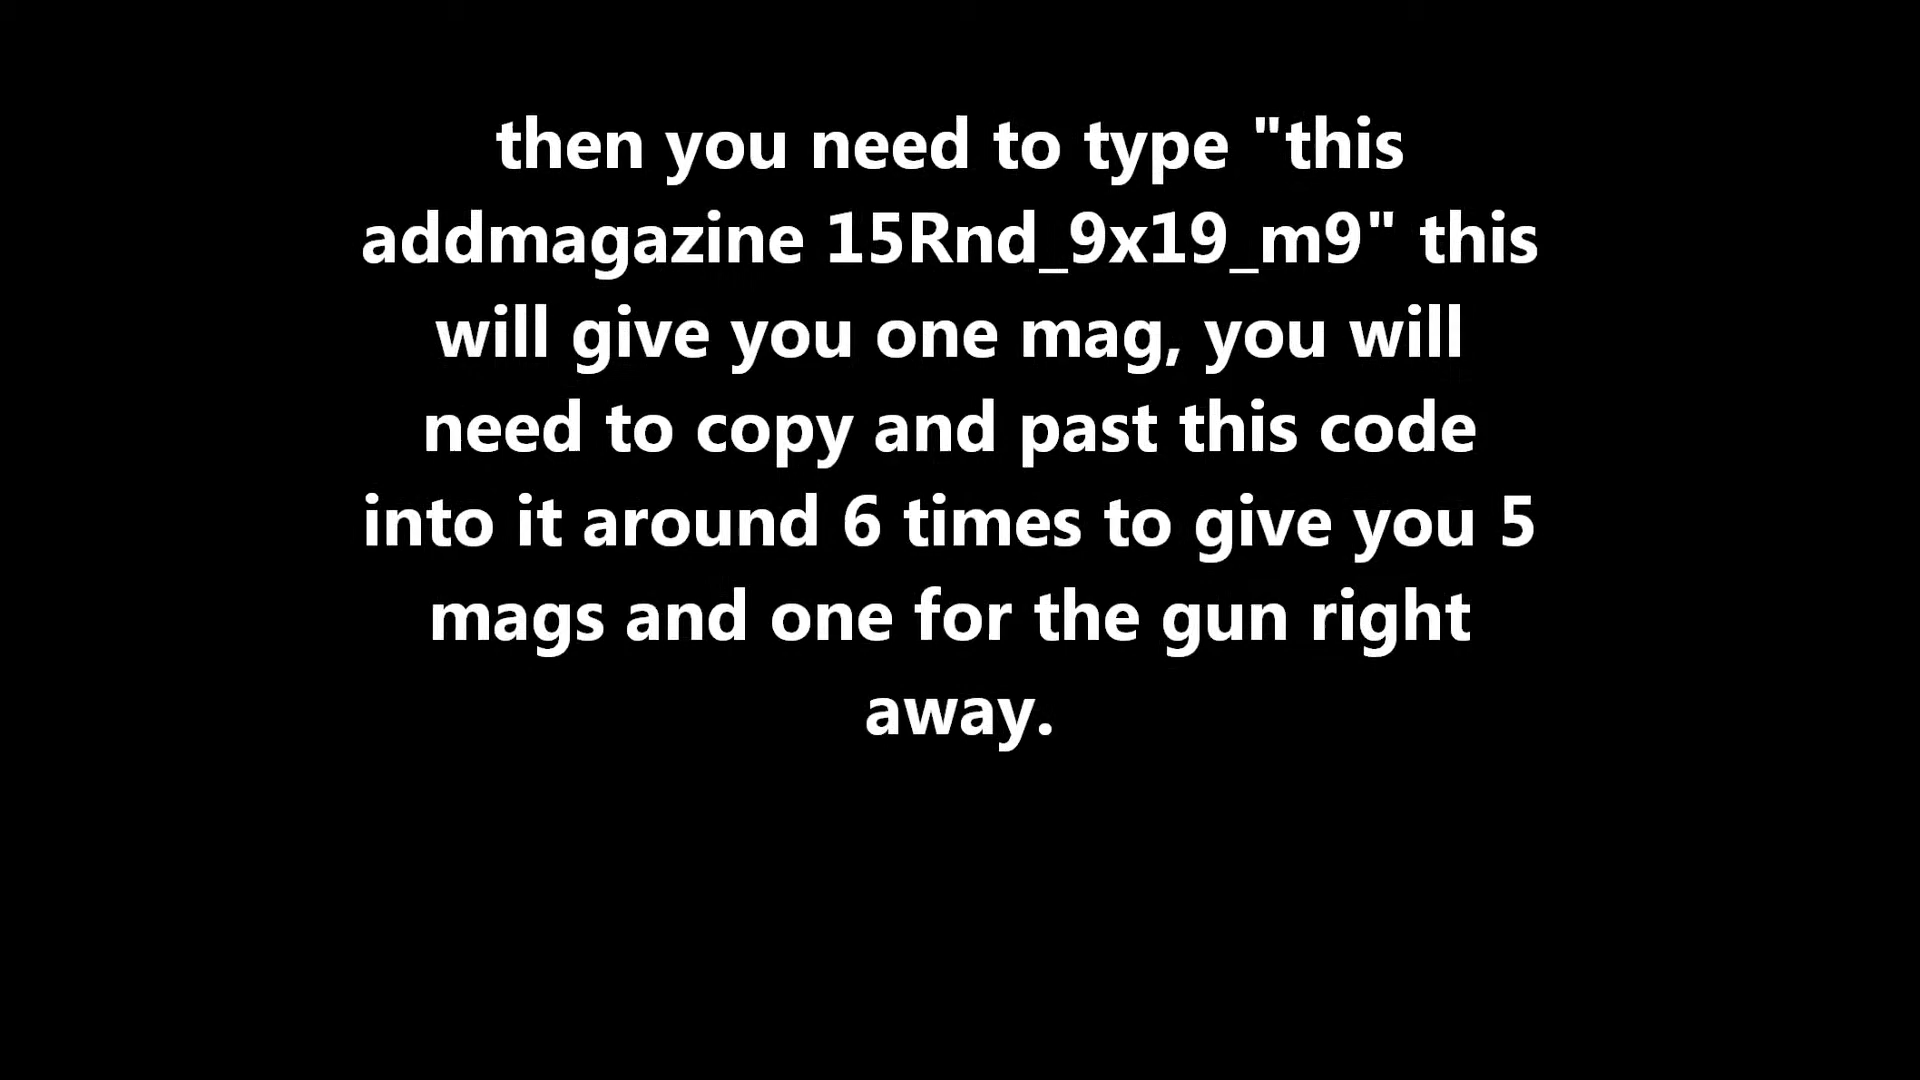 then you need to type "this
addmagazine 15Rnd_9x19_m9" this
will give you one mag, you will
need to copy and past this code
into it around 6 times to give you 5
mags and one for the gun right
away.